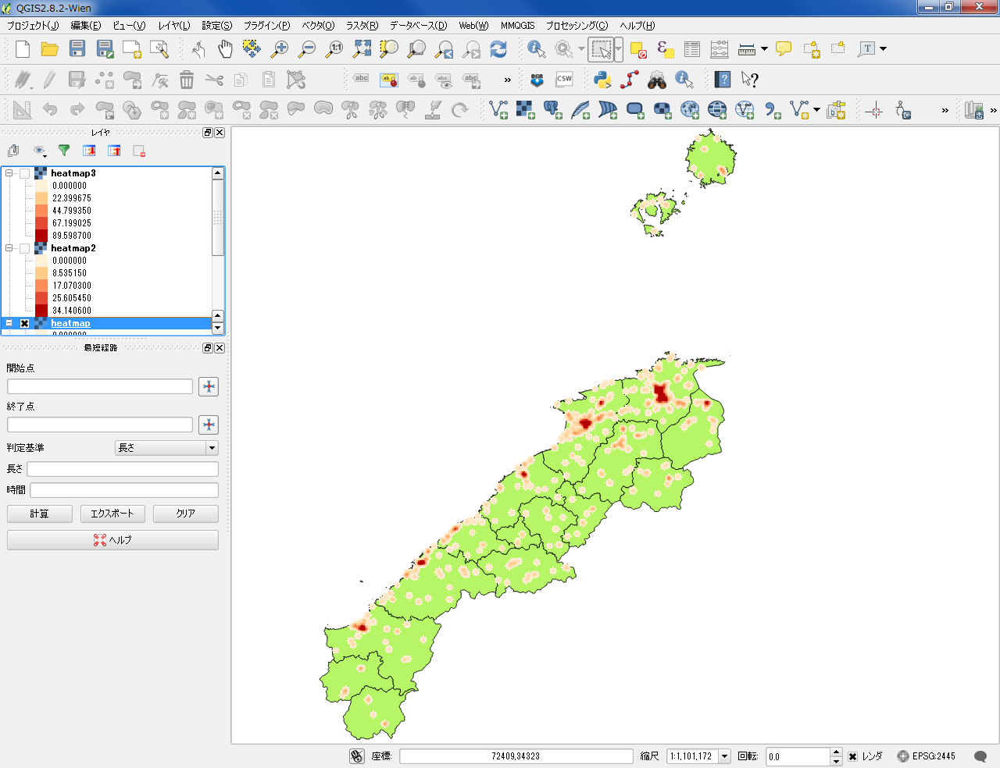 QGIS2.8.2-Wien
プロジェクト(J) 編集(E) ビュー(V) レイヤ(L) 設定(S) プラグイン(P) ベクタ(O) ラスタ(R) データベース(D) Web(W) MMQGIS プロセッシング(C) ヘルプ(H)
レイヤ
heatmap3
0.000000
22.399675
44.799350
67.199025
89.598700
heatmap2
0.000000
8.535150
17.070300
25.605450
34.140600
heatmap
最短経路
開始点
終了点
判定基準 長さ
長さ
時間
計算 エクスポート クリア
ヘルプ
座標: 72409,34323 縮尺 1:1,101,172 回転: 0.0 レンダ EPSG:2445